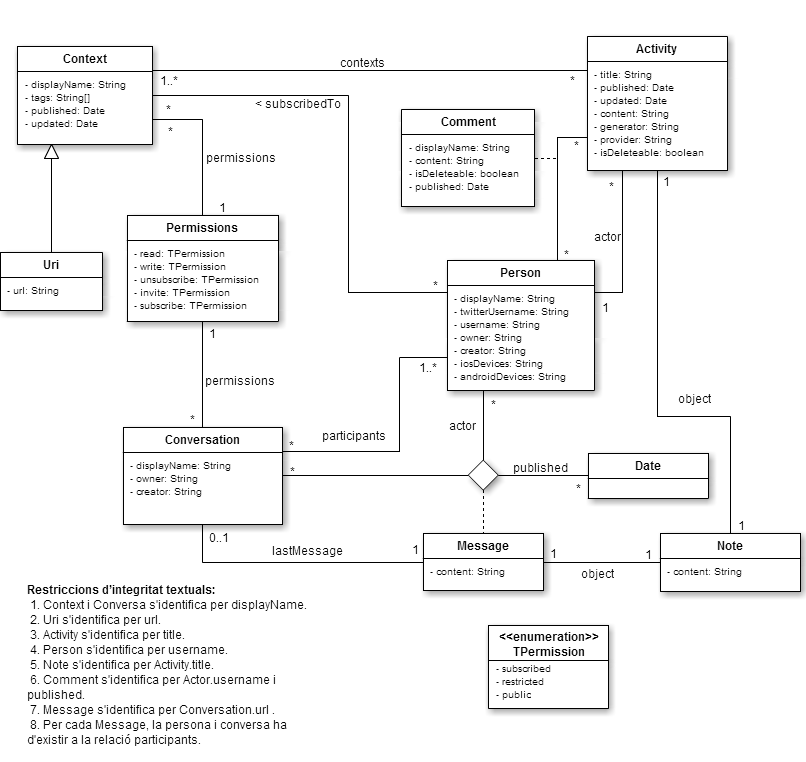 Context
- displayName: String
- tags: String[]
- published: Date
- updated: Date
contexts
1..*
*
Activity
- title: String
- published: Date
- updated: Date
- content: String
- generator: String
- provider: String
- isDeleteable: boolean
*
< subscribedTo
*
*
permissions
1
Comment
- displayName: String
- content: String
- isDeleteable: boolean
- published: Date
*
*
*
1
actor
1
Uri
- url: String
Permissions
- read: TPermission
- write: TPermission
- unsubscribe: TPermission
- invite: TPermission
- subscribe: TPermission
Person
- displayName: String
- twitterUsername: String
- username: String
- owner: String
- creator: String
- iosDevices: String
- androidDevices: String
1
permissions
*
1..*
participants
*
*
actor
object
Conversation
- displayName: String
- owner: String
- creator: String
*
published
*
Date
0..1
lastMessage
1
Message
- content: String
1
object
1
1
Note
- content: String
Restriccions d'integritat textuals:
1. Context i Conversa s'identifica per displayName.
2. Uri s'identifica per url.
3. Activity s'identifica per title.
4. Person s'identifica per username.
5. Note s'identifica per Activity.title.
6. Comment s'identifica per Actor.username i
published.
7. Message s'identifica per Conversation.url .
8. Per cada Message, la persona i conversa ha
d'existir a la relació participants.
<<enumeration>>
TPermission
- subscribed
- restricted
- public